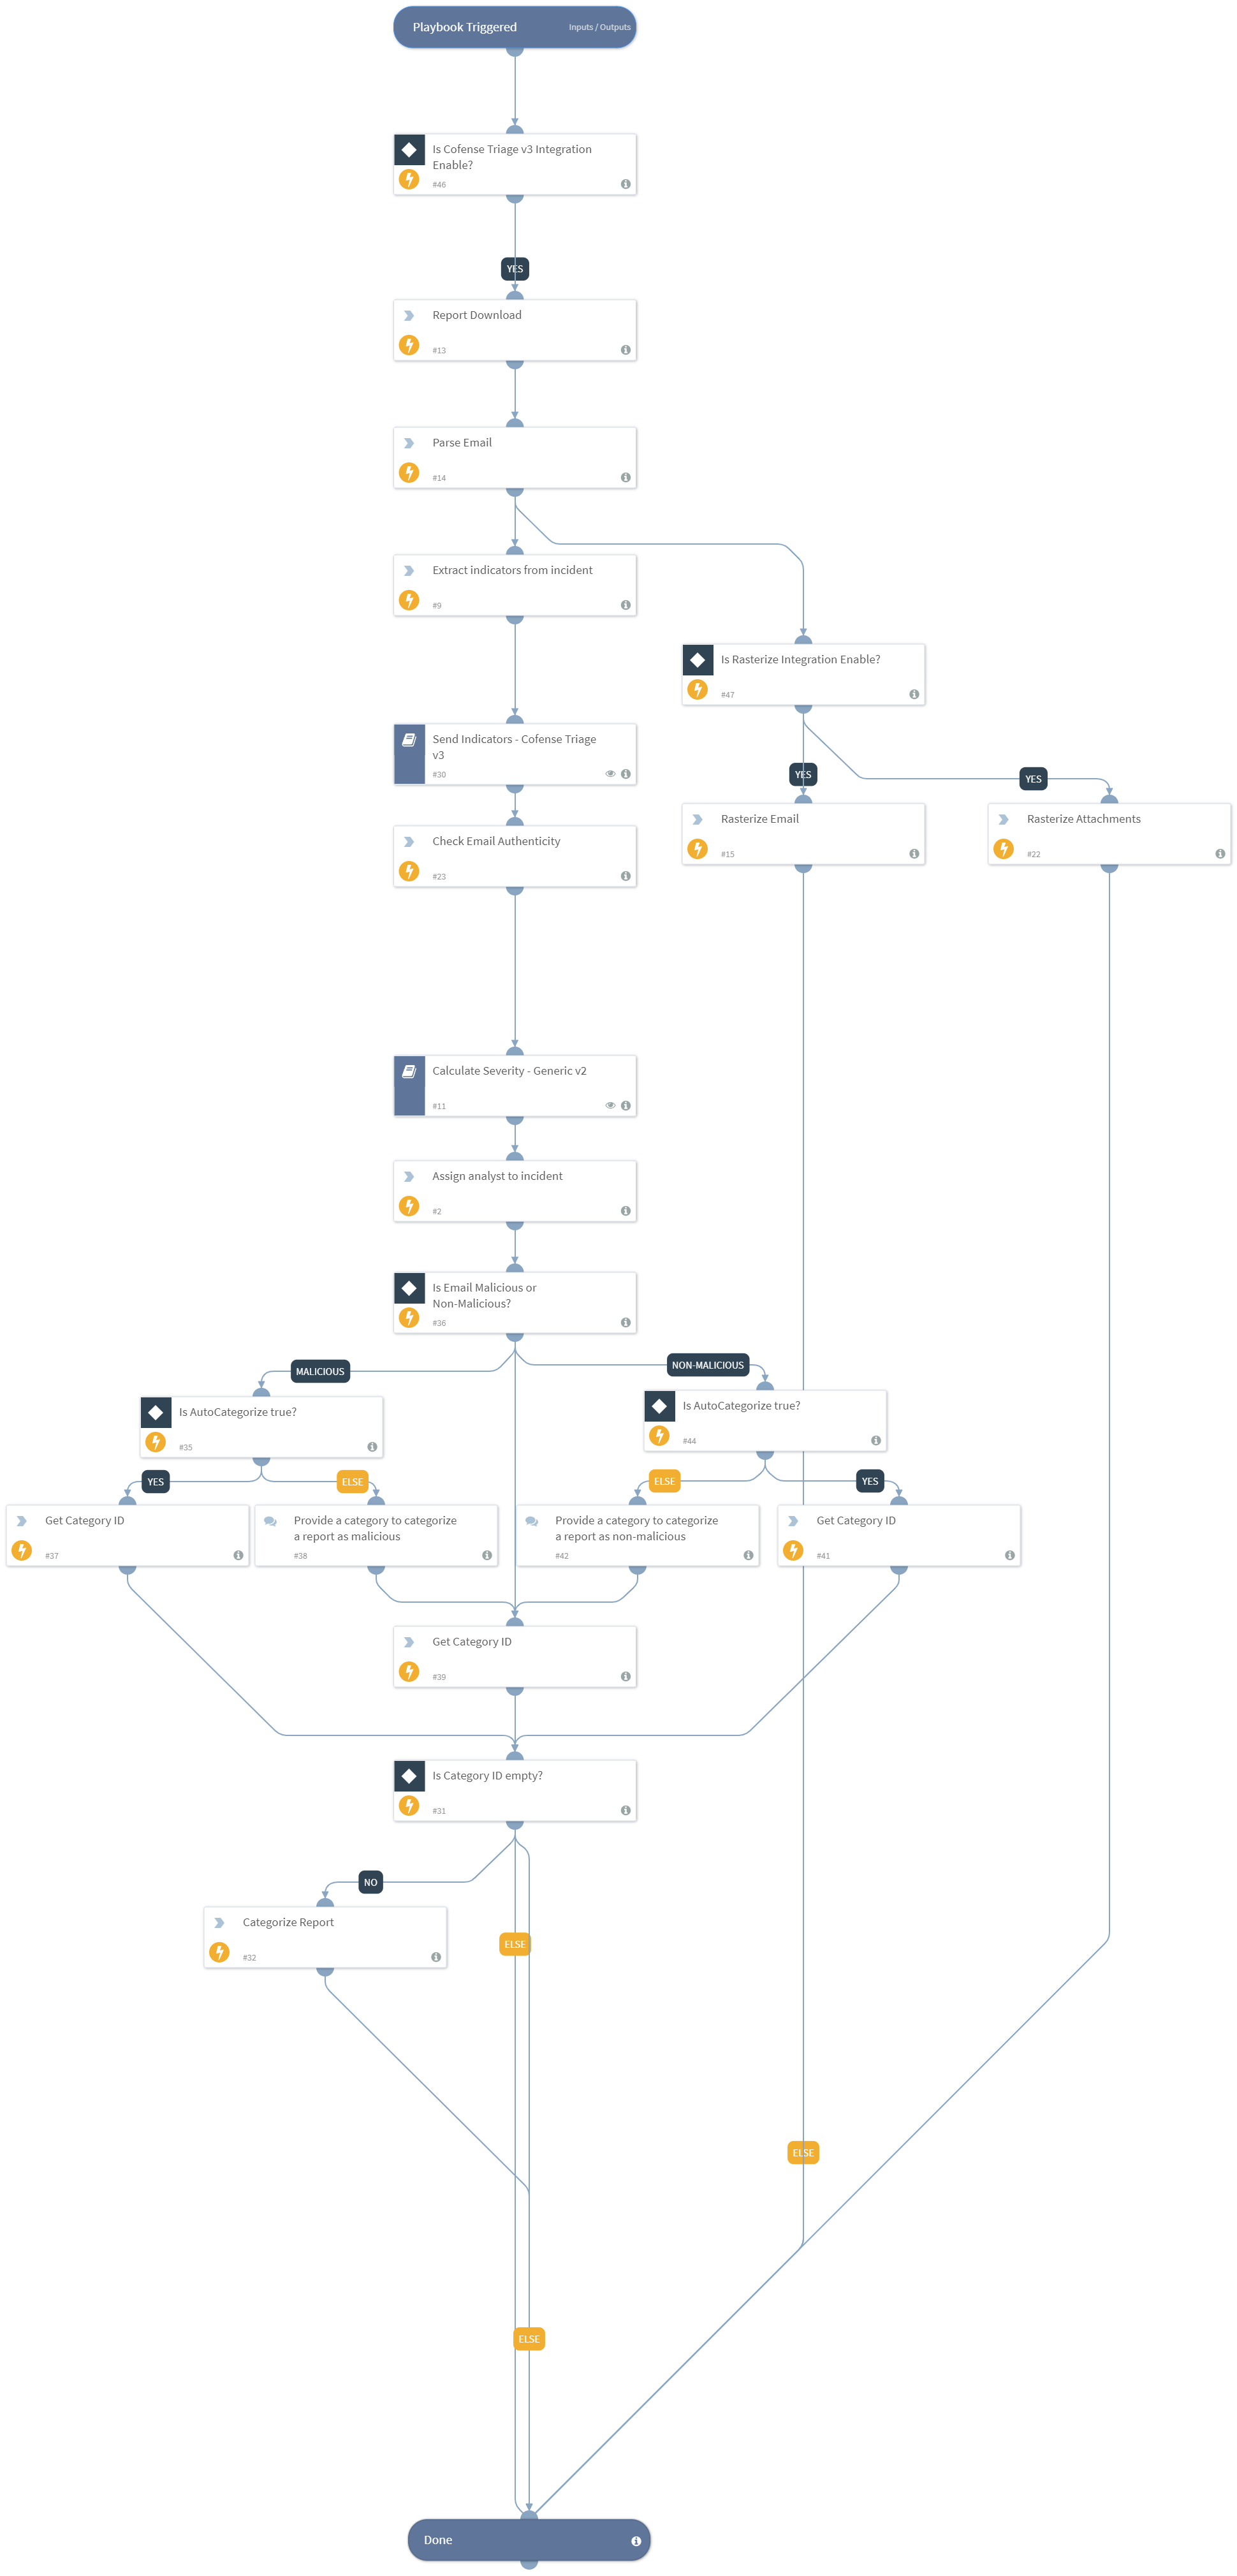 Playbook Triggered
Inputs / Outputs
Is Cofense Triage v3 Integration
Enable?
#46
YES
Report Download
#13
Parse Email
#14
Extract indicators from incident
#9
Is Rasterize Integration Enable?
#47
Send Indicators - Cofense Triage
v3
#30
YES
YES
Rasterize Email
#15
Rasterize Attachments
#22
Check Email Authenticity
#23
Calculate Severity - Generic v2
#11
Assign analyst to incident
#2
Is Email Malicious or
Non-Malicious?
#36
MALICIOUS
NON-MALICIOUS
Is AutoCategorize true?
#35
Is AutoCategorize true?
#44
YES
ELSE
ELSE
YES
Get Category ID
#37
Provide a category to categorize
a report as malicious
#38
Provide a category to categorize
a report as non-malicious
#42
Get Category ID
#41
Get Category ID
#39
Is Category ID empty?
#31
NO
Categorize Report
#32
ELSE
ELSE
ELSE
Done